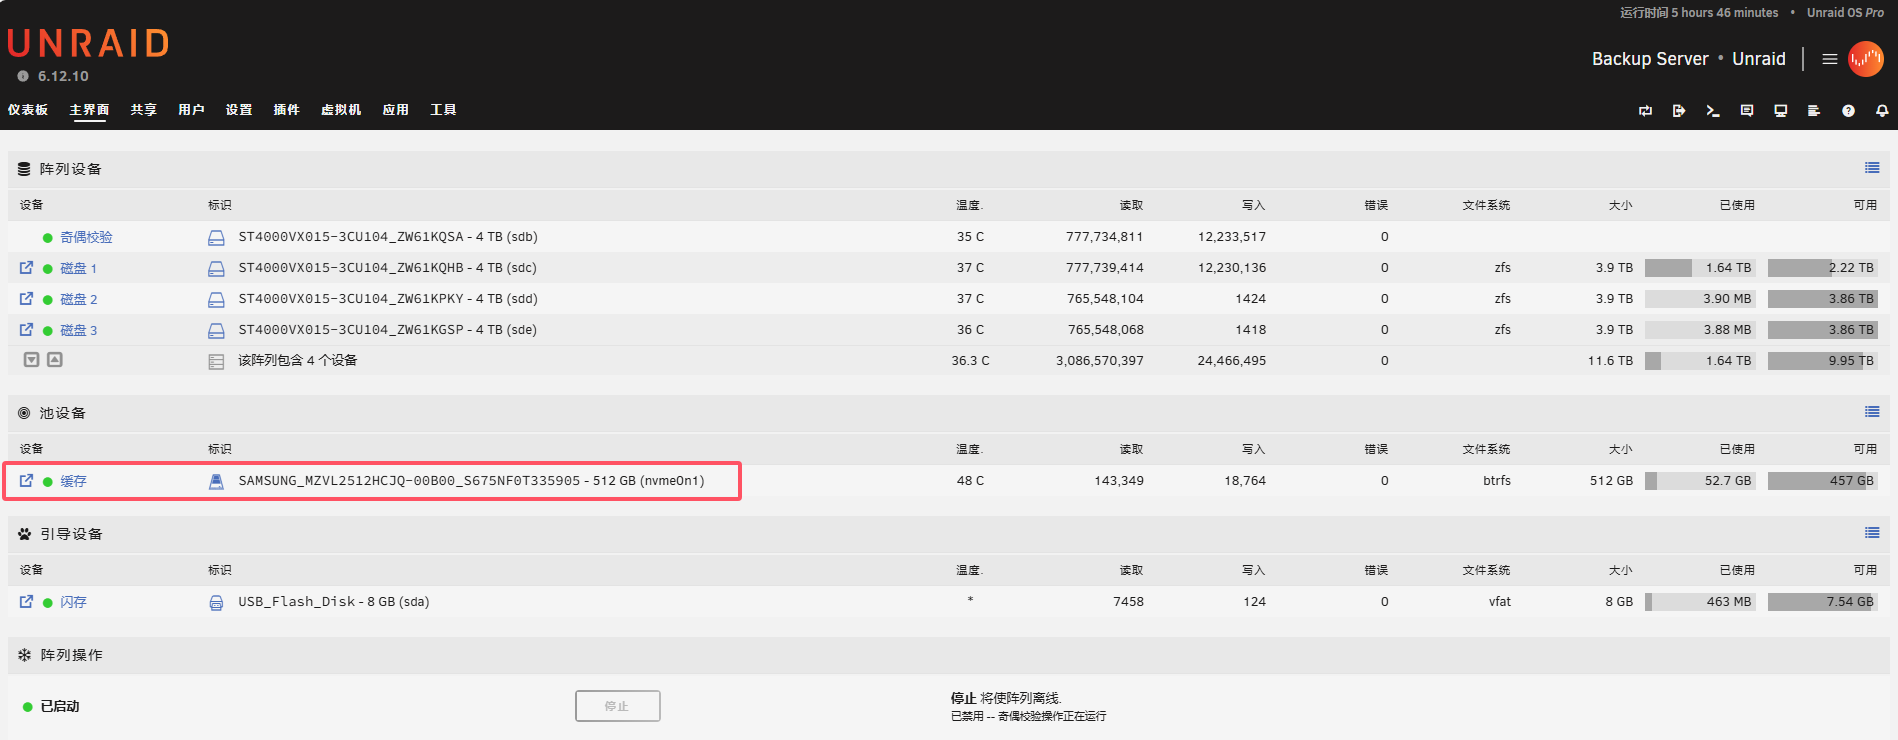 运行时间 5 hours 46 minutes • Unraid OS Pro
UNRAID
6.12.10
Backup Server • Unraid
仪表板 主界面 共享 用户 设置 插件 虚拟机 应用 工具
阵列设备
设备 标识 温度. 读取 写入 错误 文件系统 大小 已使用 可用
奇偶校验 ST4000VX015-3CU104_ZW61KQSA - 4 TB (sdb) 35 C 777,734,811 12,233,517 0
磁盘 1 ST4000VX015-3CU104_ZW61KQHB - 4 TB (sdc) 37 C 777,739,414 12,230,136 0 zfs 3.9 TB 1.64 TB 2.22 TB
磁盘 2 ST4000VX015-3CU104_ZW61KPKY - 4 TB (sdd) 37 C 765,548,104 1424 0 zfs 3.9 TB 3.90 MB 3.86 TB
磁盘 3 ST4000VX015-3CU104_ZW61KGSP - 4 TB (sde) 36 C 765,548,068 1418 0 zfs 3.9 TB 3.88 MB 3.86 TB
该阵列包含 4 个设备 36.3 C 3,086,570,397 24,466,495 0 11.6 TB 1.64 TB 9.95 TB
池设备
设备 标识 温度. 读取 写入 错误 文件系统 大小 已使用 可用
缓存 SAMSUNG_MZVL2512HCJQ-00B00_S675NF0T335905 - 512 GB (nvme0n1) 48 C 143,349 18,764 0 btrfs 512 GB 52.7 GB 457 GB
引导设备
设备 标识 温度. 读取 写入 错误 文件系统 大小 已使用 可用
闪存 USB_Flash_Disk - 8 GB (sda) * 7458 124 0 vfat 8 GB 463 MB 7.54 GB
阵列操作
已启动 停止 停止 将使阵列离线.
已禁用 -- 奇偶校验操作正在运行